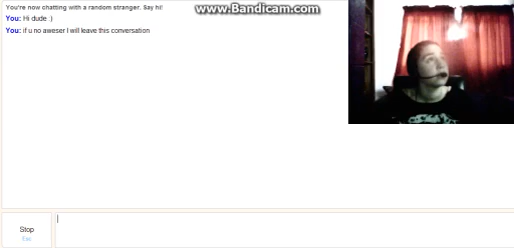 www.Bandicam.com
You're now chatting with a random stranger. Say hi!
You: Hi dude :)
You: if u no aweser I will leave this conversation
Stop
Esc